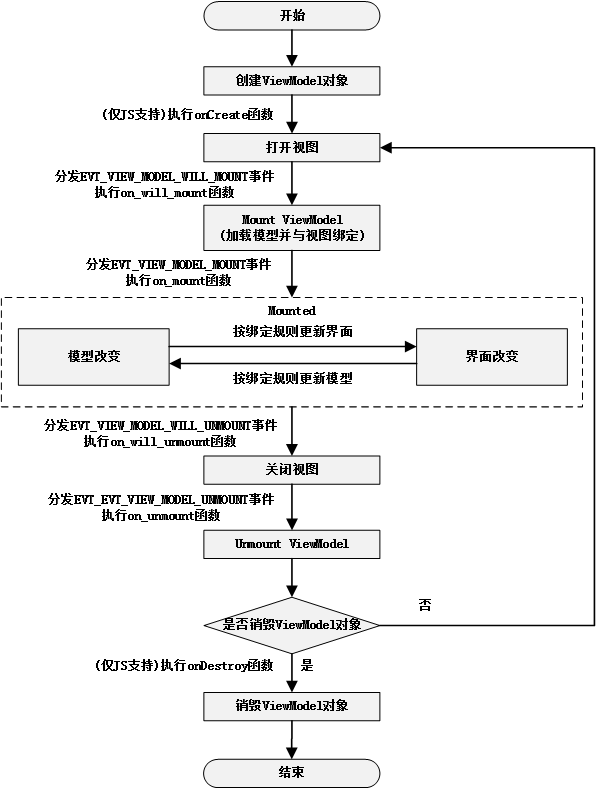 开始
创建ViewModel对象
(仅JS支持)执行onCreate函数
打开视图
分发EVT_VIEW_MODEL_WILL_MOUNT事件
执行on_will_mount函数
Mount ViewModel
(加载模型并与视图绑定)
分发EVT_VIEW_MODEL_MOUNT事件
执行on_mount函数
Mounted
按绑定规则更新界面
模型改变
界面改变
按绑定规则更新模型
分发EVT_VIEW_MODEL_WILL_UNMOUNT事件
执行on_will_unmount函数
关闭视图
分发EVT_EVT_VIEW_MODEL_UNMOUNT事件
执行on_unmount函数
Unmount ViewModel
否
是否销毁ViewModel对象
(仅JS支持)执行onDestroy函数
是
销毁ViewModel对象
结束